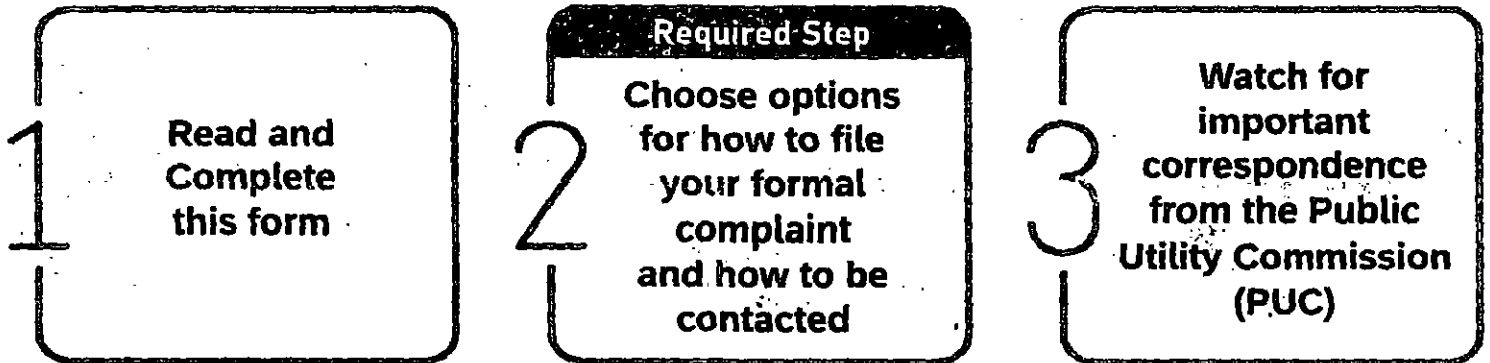 1
Read and
Complete
this form
2
Required Step
Choose options
for how to file
your formal
complaint
and how to be
contacted
3
Watch for
important
correspondence
from the Public
Utility Commission
(PUC)